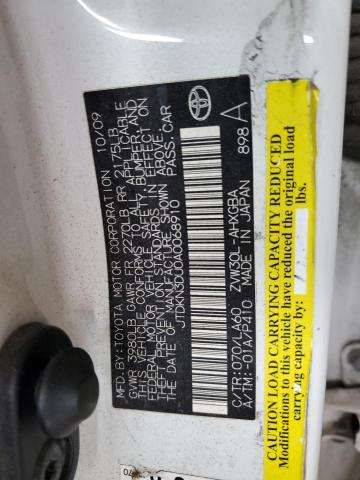 MFD. BY: TOYOTA MOTOR CORPORATION 10/09
GVWR 3980LB GAWR FR 2270LB RR 2175LB
THIS VEHICLE CONFORMS TO ALL APPLICABLE
FEDERAL MOTOR VEHICLE SAFETY, BUMPER, AND
THEFT PREVENTION STANDARDS IN EFFECT ON
THE DATE OF MANUFACTURE SHOWN ABOVE.
JTDKN3DU0A0068910 PASS. CAR
C/TR:070/LA60 ZVW30L-AHXGBA
A/TM:-01A/P410 MADE IN JAPAN 898 A
CAUTION LOAD CARRYING CAPACITY REDUCED
Modifications to this vehicle have reduced the original load
carrying capacity by lbs.